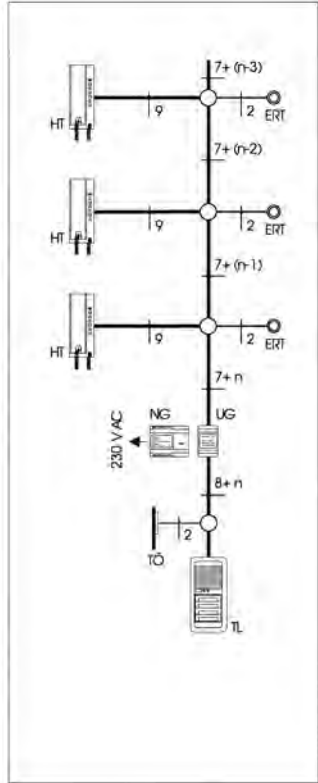 7+ (n-3)
HT
9
2
ERT
7+ (n-2)
HT
9
2
ERT
7+ (n-1)
HT
9
2
ERT
7+ n
230 V AC
NG
UG
8+ n
TÖ
2
TL